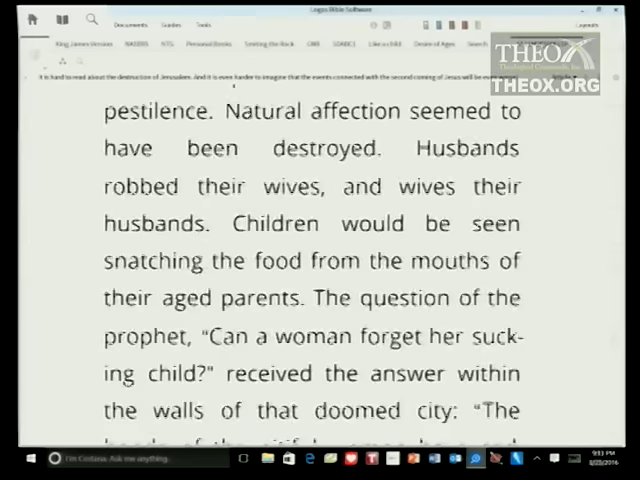 Logos Bible Software
Documents Guides Tools
Layouts
King James Version NASB95 NTS Personal Books Smiting the Rock Like a child Desire of Ages Search
THEOX
THEOX.ORG
It is hard to read about the destruction of Jerusalem. And it is even harder to imagine that the events connected with the second coming of Jesus will be even
pestilence. Natural affection seemed to
have been destroyed. Husbands
robbed their wives, and wives their
husbands. Children would be seen
snatching the food from the mouths of
their aged parents. The question of the
prophet, “Can a woman forget her suck-
ing child?” received the answer within
the walls of that doomed city: “The
I'm Cortana. Ask me anything.
9:13 PM